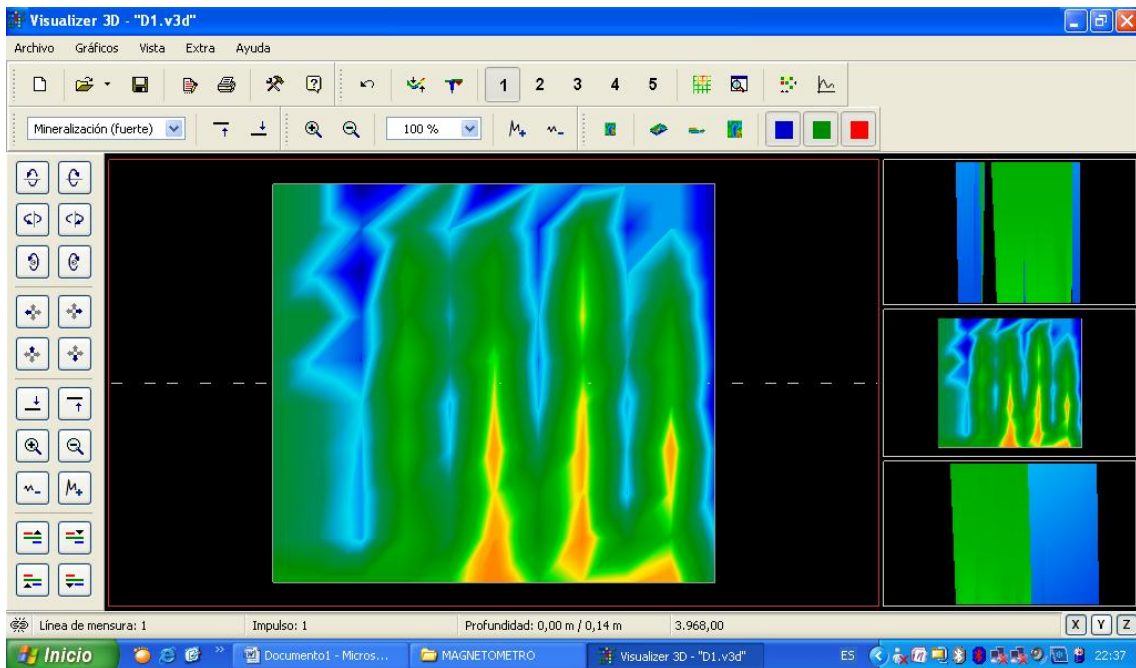 Visualizer 3D - "D1.v3d"
Archivo Gráficos Vista Extra Ayuda
1 2 3 4 5
Mineralización (fuerte) 100 %
Línea de mensura: 1 Impulso: 1 Profundidad: 0,00 m / 0,14 m 3.968,00 X Y Z
Inicio Documento1 - Micros... MAGNETOMETRO Visualizer 3D - "D1.v3d" ES 22:37